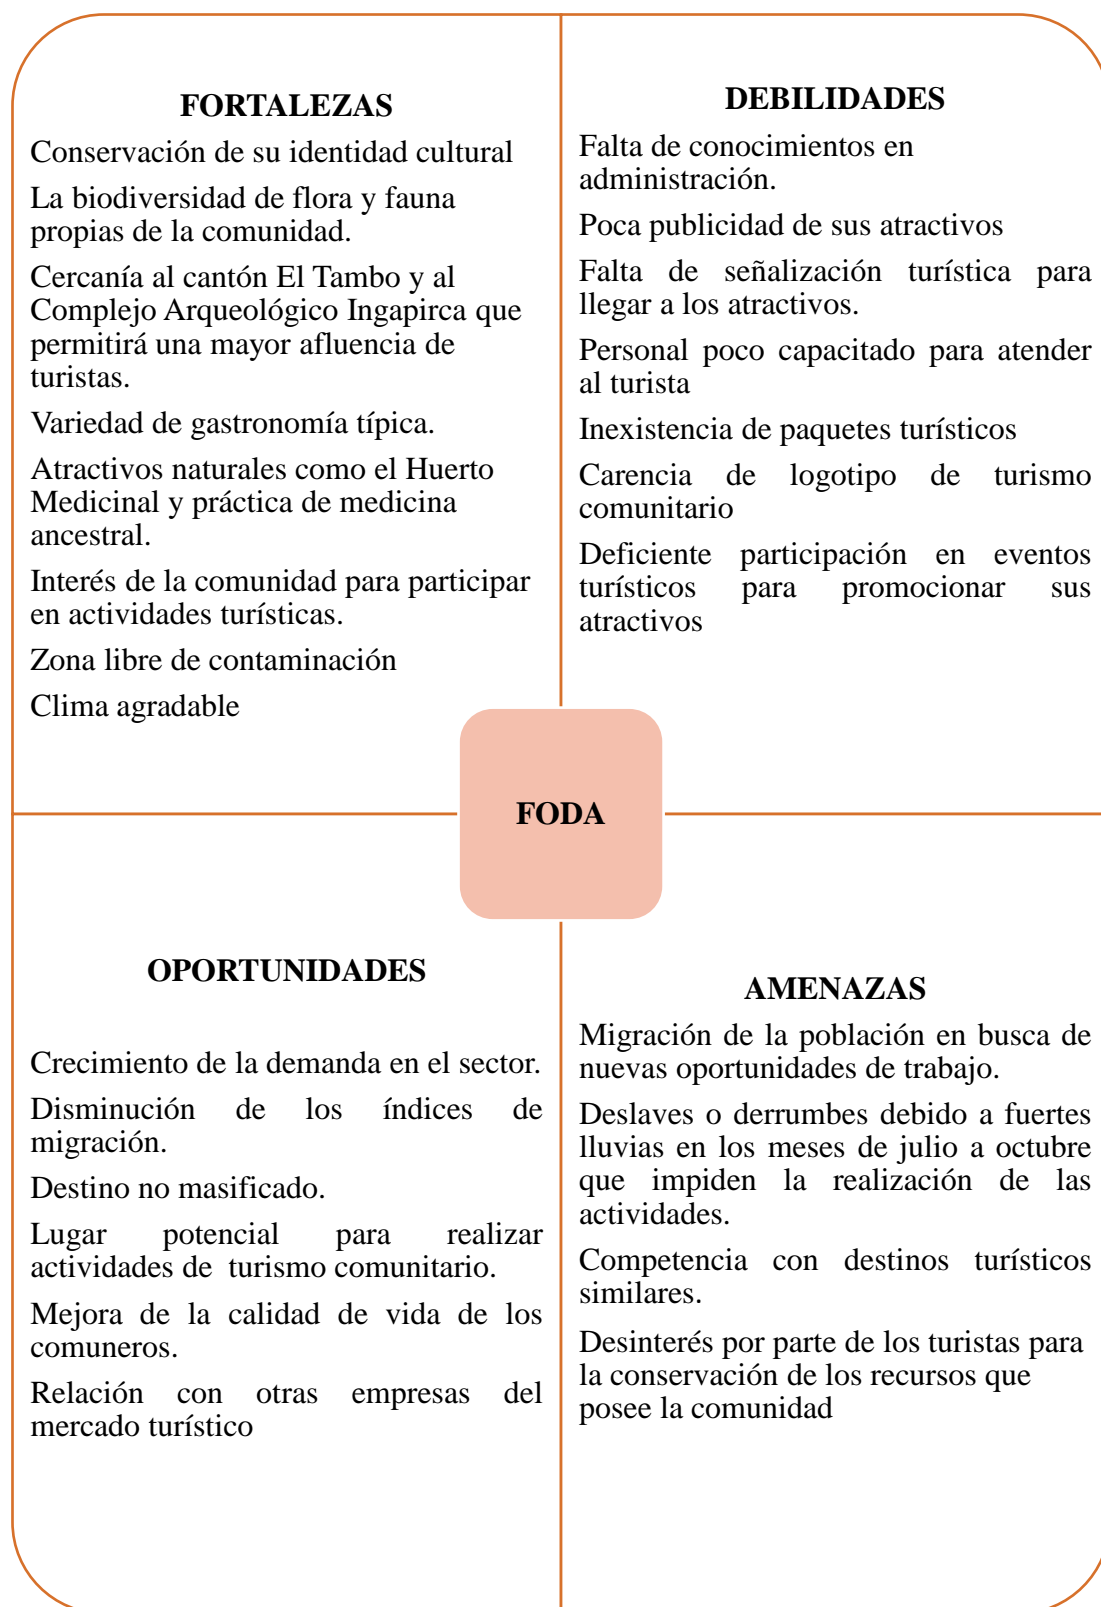 FORTALEZAS
Conservación de su identidad cultural
La biodiversidad de flora y fauna
propias de la comunidad.
Cercanía al cantón El Tambo y al
Complejo Arqueológico Ingapirca que
permitirá una mayor afluencia de
turistas.
Variedad de gastronomía típica.
Atractivos naturales como el Huerto
Medicinal y práctica de medicina
ancestral.
Interés de la comunidad para participar
en actividades turísticas.
Zona libre de contaminación
Clima agradable
DEBILIDADES
Falta de conocimientos en
administración.
Poca publicidad de sus atractivos
Falta de señalización turística para
llegar a los atractivos.
Personal poco capacitado para atender
al turista
Inexistencia de paquetes turísticos
Carencia de logotipo de turismo
comunitario
Deficiente participación en eventos
turísticos para promocionar sus
atractivos
FODA
OPORTUNIDADES
Crecimiento de la demanda en el sector.
Disminución de los índices de
migración.
Destino no masificado.
Lugar potencial para realizar
actividades de turismo comunitario.
Mejora de la calidad de vida de los
comuneros.
Relación con otras empresas del
mercado turístico
AMENAZAS
Migración de la población en busca de
nuevas oportunidades de trabajo.
Deslaves o derrumbes debido a fuertes
lluvias en los meses de julio a octubre
que impiden la realización de las
actividades.
Competencia con destinos turísticos
similares.
Desinterés por parte de los turistas para
la conservación de los recursos que
posee la comunidad